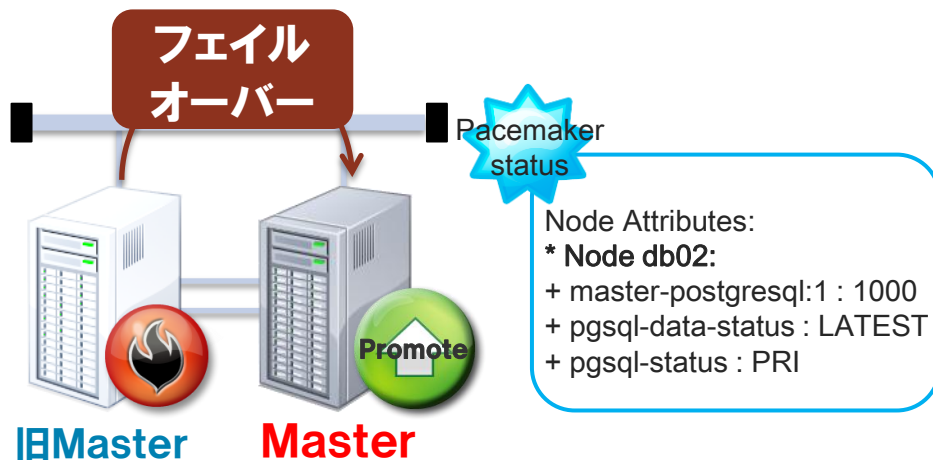 フェイル
オーバー
Pacemaker
status
Node Attributes:
* Node db02:
+ master-postgresql:1 : 1000
+ pgsql-data-status : LATEST
+ pgsql-status : PRI
Promote
旧Master
Master